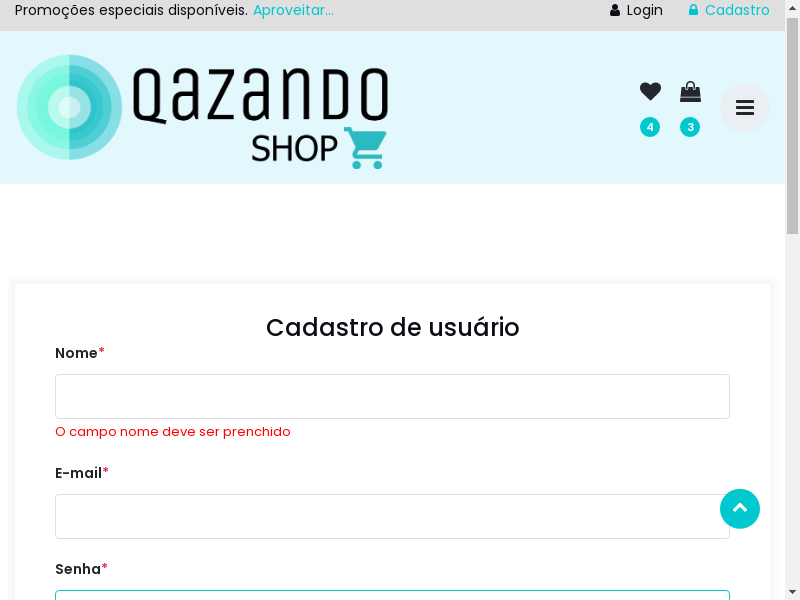 Promoções especiais disponíveis. Aproveitar... Login Cadastro
QAZANDO
SHOP
4 3
Cadastro de usuário
Nome*
O campo nome deve ser prenchido
E-mail*
Senha*